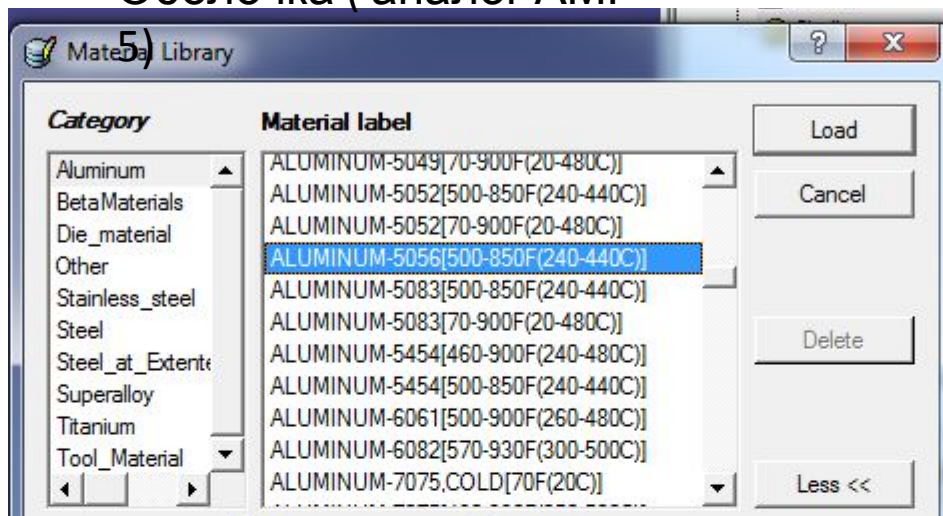 5)
Material Library
Category
Material label
Load
Cancel
Delete
Less <<
Aluminum
BetaMaterials
Die_material
Other
Stainless_steel
Steel
Steel_at_Extente
Superalloy
Titanium
Tool_Material
ALUMINUM-5049[70-900F(20-480C)]
ALUMINUM-5052[500-850F(240-440C)]
ALUMINUM-5052[70-900F(20-480C)]
ALUMINUM-5056[500-850F(240-440C)]
ALUMINUM-5083[500-850F(240-440C)]
ALUMINUM-5083[70-900F(20-480C)]
ALUMINUM-5454[460-900F(240-480C)]
ALUMINUM-5454[500-850F(240-440C)]
ALUMINUM-6061[500-900F(260-480C)]
ALUMINUM-6082[570-930F(300-500C)]
ALUMINUM-7075,COLD[70F(20C)]